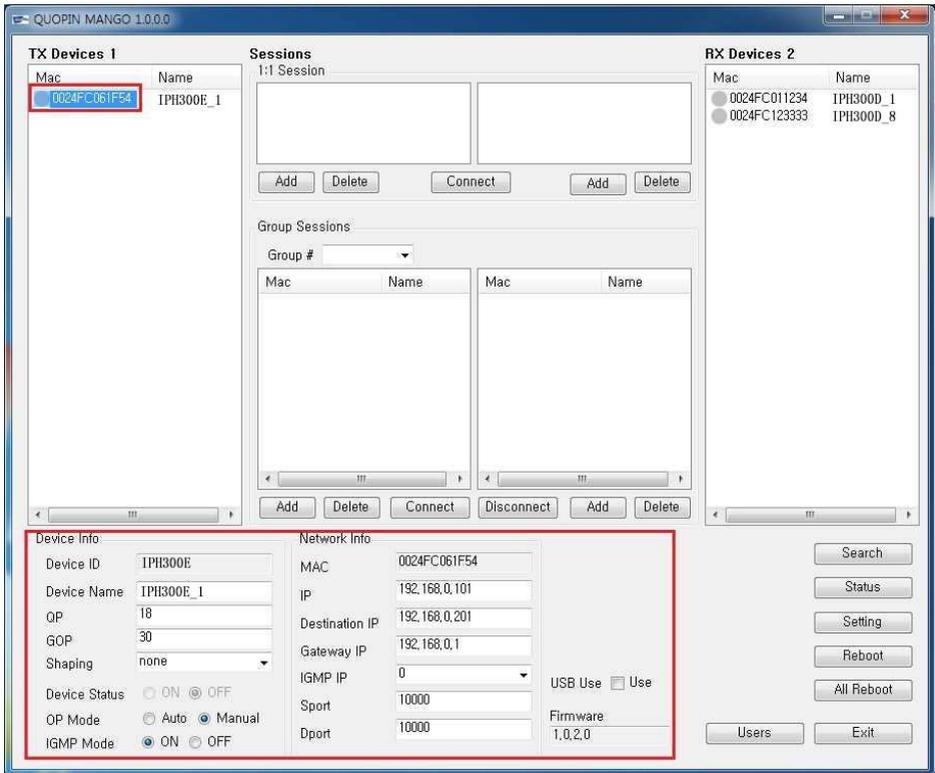 QUOPIN MANGO 1.0.0.0
TX Devices 1
Mac Name
0024FC061F54 IPH300E_1
Sessions
1:1 Session
Add Delete Connect Add Delete
Group Sessions
Group #
Mac Name Mac Name
Add Delete Connect Disconnect Add Delete
RX Devices 2
Mac Name
0024FC011234 IPH300D_1
0024FC123333 IPH300D_8
Device Info
Device ID IPH300E
Device Name IPH300E_1
QP 18
GOP 30
Shaping none
Device Status ON OFF
OP Mode Auto Manual
IGMP Mode ON OFF
Network Info
MAC 0024FC061F54
IP 192,168,0,101
Destination IP 192,168,0,201
Gateway IP 192,168,0,1
IGMP IP 0
Sport 10000
Dport 10000
USB Use Use
Firmware
1,0,2,0
Search
Status
Setting
Reboot
All Reboot
Users Exit